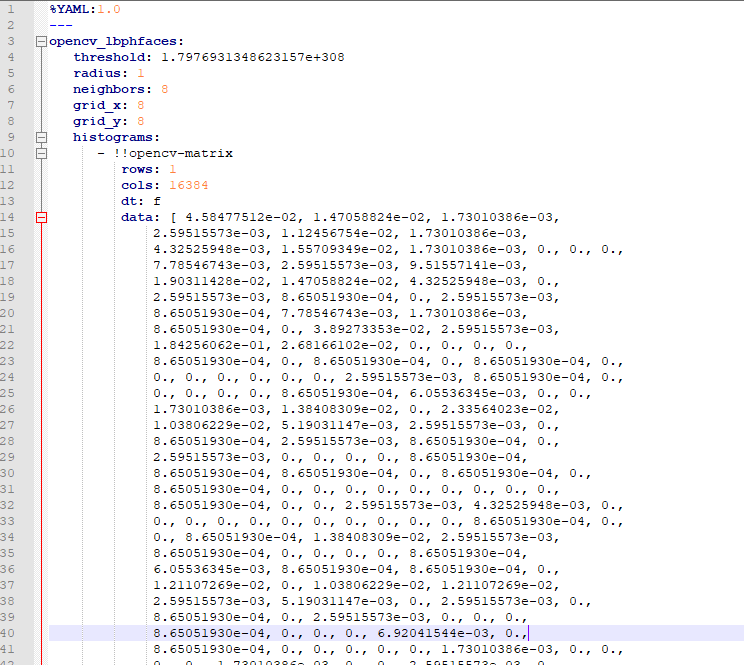 1 %YAML:1.0
2 ---
3 opencv_lbphfaces:
4 threshold: 1.7976931348623157e+308
5 radius: 1
6 neighbors: 8
7 grid_x: 8
8 grid_y: 8
9 histograms:
10 - !!opencv-matrix
11 rows: 1
12 cols: 16384
13 dt: f
14 data: [ 4.58477512e-02, 1.47058824e-02, 1.73010386e-03,
15 2.59515573e-03, 1.12456754e-02, 1.73010386e-03,
16 4.32525948e-03, 1.55709349e-02, 1.73010386e-03, 0., 0., 0.,
17 7.78546743e-03, 2.59515573e-03, 9.51557141e-03,
18 1.90311428e-02, 1.47058824e-02, 4.32525948e-03, 0.,
19 2.59515573e-03, 8.65051930e-04, 0., 2.59515573e-03,
20 8.65051930e-04, 7.78546743e-03, 1.73010386e-03,
21 8.65051930e-04, 0., 3.89273353e-02, 2.59515573e-03,
22 1.84256062e-01, 2.68166102e-02, 0., 0., 0., 0.,
23 8.65051930e-04, 0., 8.65051930e-04, 0., 8.65051930e-04, 0.,
24 0., 0., 0., 0., 0., 0., 2.59515573e-03, 8.65051930e-04, 0.,
25 0., 0., 0., 0., 8.65051930e-04, 6.05536345e-03, 0., 0.,
26 1.73010386e-03, 1.38408309e-02, 0., 2.33564023e-02,
27 1.03806229e-02, 5.19031147e-03, 2.59515573e-03, 0.,
28 8.65051930e-04, 2.59515573e-03, 8.65051930e-04, 0.,
29 2.59515573e-03, 0., 0., 0., 0., 8.65051930e-04,
30 8.65051930e-04, 8.65051930e-04, 0., 8.65051930e-04, 0.,
31 8.65051930e-04, 0., 0., 0., 0., 0., 0., 0., 0., 0.,
32 8.65051930e-04, 0., 0., 2.59515573e-03, 4.32525948e-03, 0.,
33 0., 0., 0., 0., 0., 0., 0., 0., 0., 0., 8.65051930e-04, 0.,
34 0., 8.65051930e-04, 1.38408309e-02, 2.59515573e-03,
35 8.65051930e-04, 0., 0., 0., 0., 8.65051930e-04,
36 6.05536345e-03, 8.65051930e-04, 8.65051930e-04, 0.,
37 1.21107269e-02, 0., 1.03806229e-02, 1.21107269e-02,
38 2.59515573e-03, 5.19031147e-03, 0., 2.59515573e-03, 0.,
39 8.65051930e-04, 0., 2.59515573e-03, 0., 0., 0.,
40 8.65051930e-04, 0., 0., 0., 6.92041544e-03, 0.,
41 8.65051930e-04, 0., 0., 0., 0., 0., 1.73010386e-03, 0., 0.,